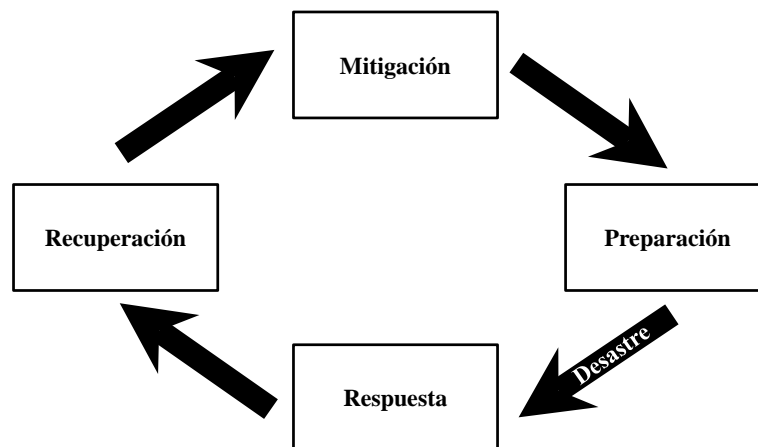 Mitigación
Recuperación
Preparación
Desastre
Respuesta